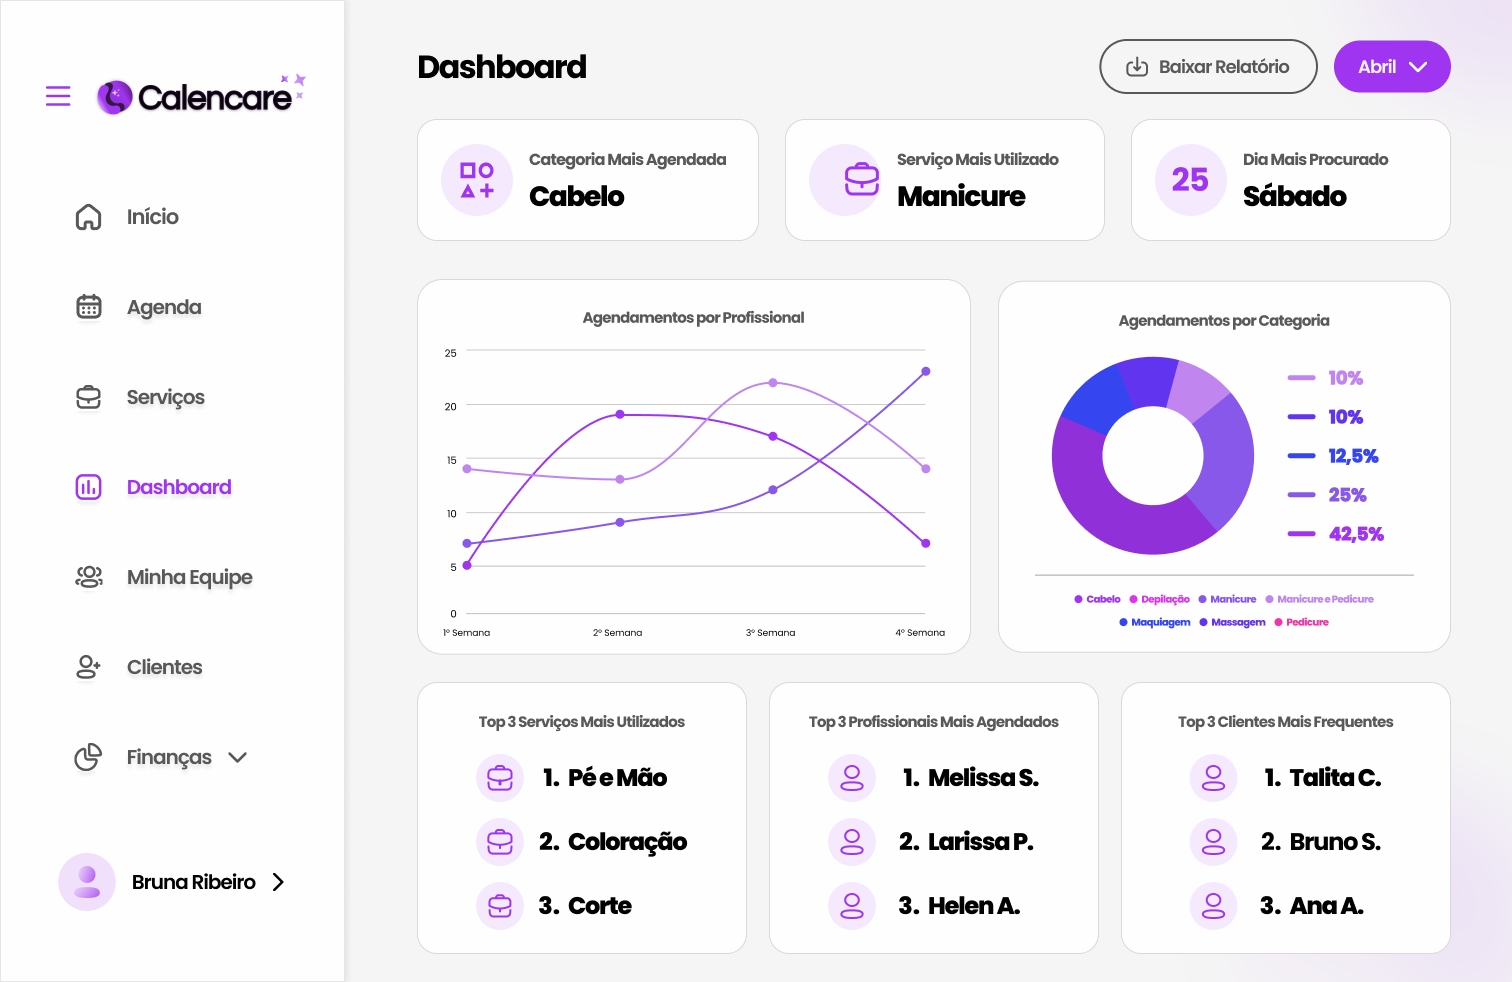 Calencare
Início
Agenda
Serviços
Dashboard
Minha Equipe
Clientes
Finanças
Bruna Ribeiro
Dashboard
Baixar Relatório
Abril
Categoria Mais Agendada
Cabelo
Serviço Mais Utilizado
Manicure
25
Dia Mais Procurado
Sábado
Agendamentos por Profissional
25
20
15
10
5
0
1º Semana
2º Semana
3º Semana
4º Semana
Agendamentos por Categoria
10%
10%
12,5%
25%
42,5%
Cabelo Depilação Manicure Manicure e Pedicure
Maquiagem Massagem Pedicure
Top 3 Serviços Mais Utilizados
1. Pé e Mão
2. Coloração
3. Corte
Top 3 Profissionais Mais Agendados
1. Melissa S.
2. Larissa P.
3. Helen A.
Top 3 Clientes Mais Frequentes
1. Talita C.
2. Bruno S.
3. Ana A.